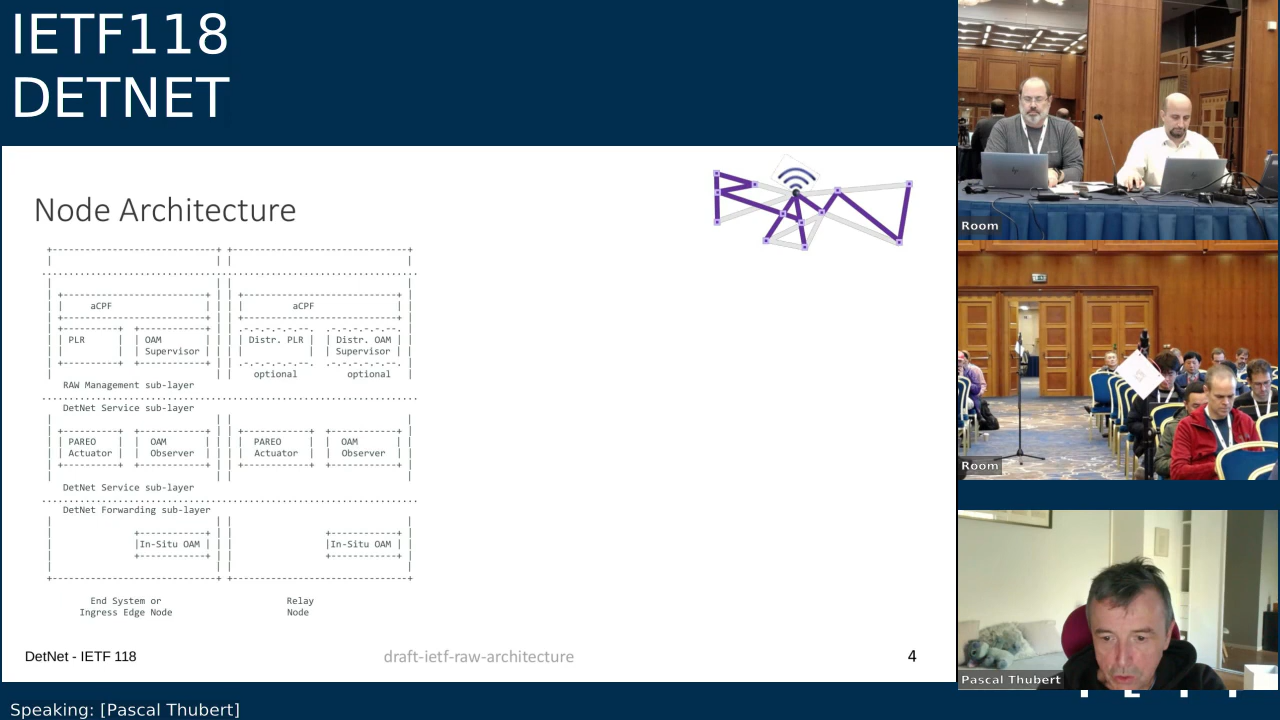 IETF118
DETNET
Node Architecture
aCPF aCPF
PLR OAM Distr. PLR Distr. OAM
Supervisor Supervisor
optional optional
RAW Management sub-layer
DetNet Service sub-layer
PAREO OAM PAREO OAM
Actuator Observer Actuator Observer
DetNet Service sub-layer
DetNet Forwarding sub-layer
In-Situ OAM In-Situ OAM
End System or Relay
Ingress Edge Node Node
DetNet - IETF 118 draft-ietf-raw-architecture 4
Room
Room
Pascal Thubert
Speaking: [Pascal Thubert]